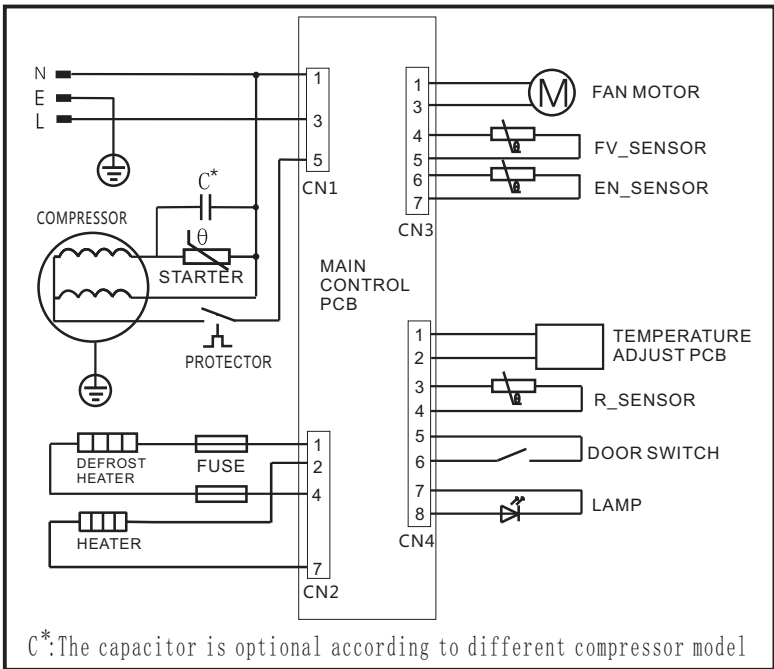 N
E
L
1
3
5
CN1
C*
COMPRESSOR
θ
STARTER
PROTECTOR
DEFROST
HEATER
FUSE
HEATER
1
2
4
7
CN2
MAIN
CONTROL
PCB
1
3
4
5
6
7
CN3
M
FAN MOTOR
θ
FV_SENSOR
θ
EN_SENSOR
1
2
3
4
5
6
7
8
CN4
TEMPERATURE
ADJUST PCB
θ
R_SENSOR
DOOR SWITCH
LAMP
C*:The capacitor is optional according to different compressor model